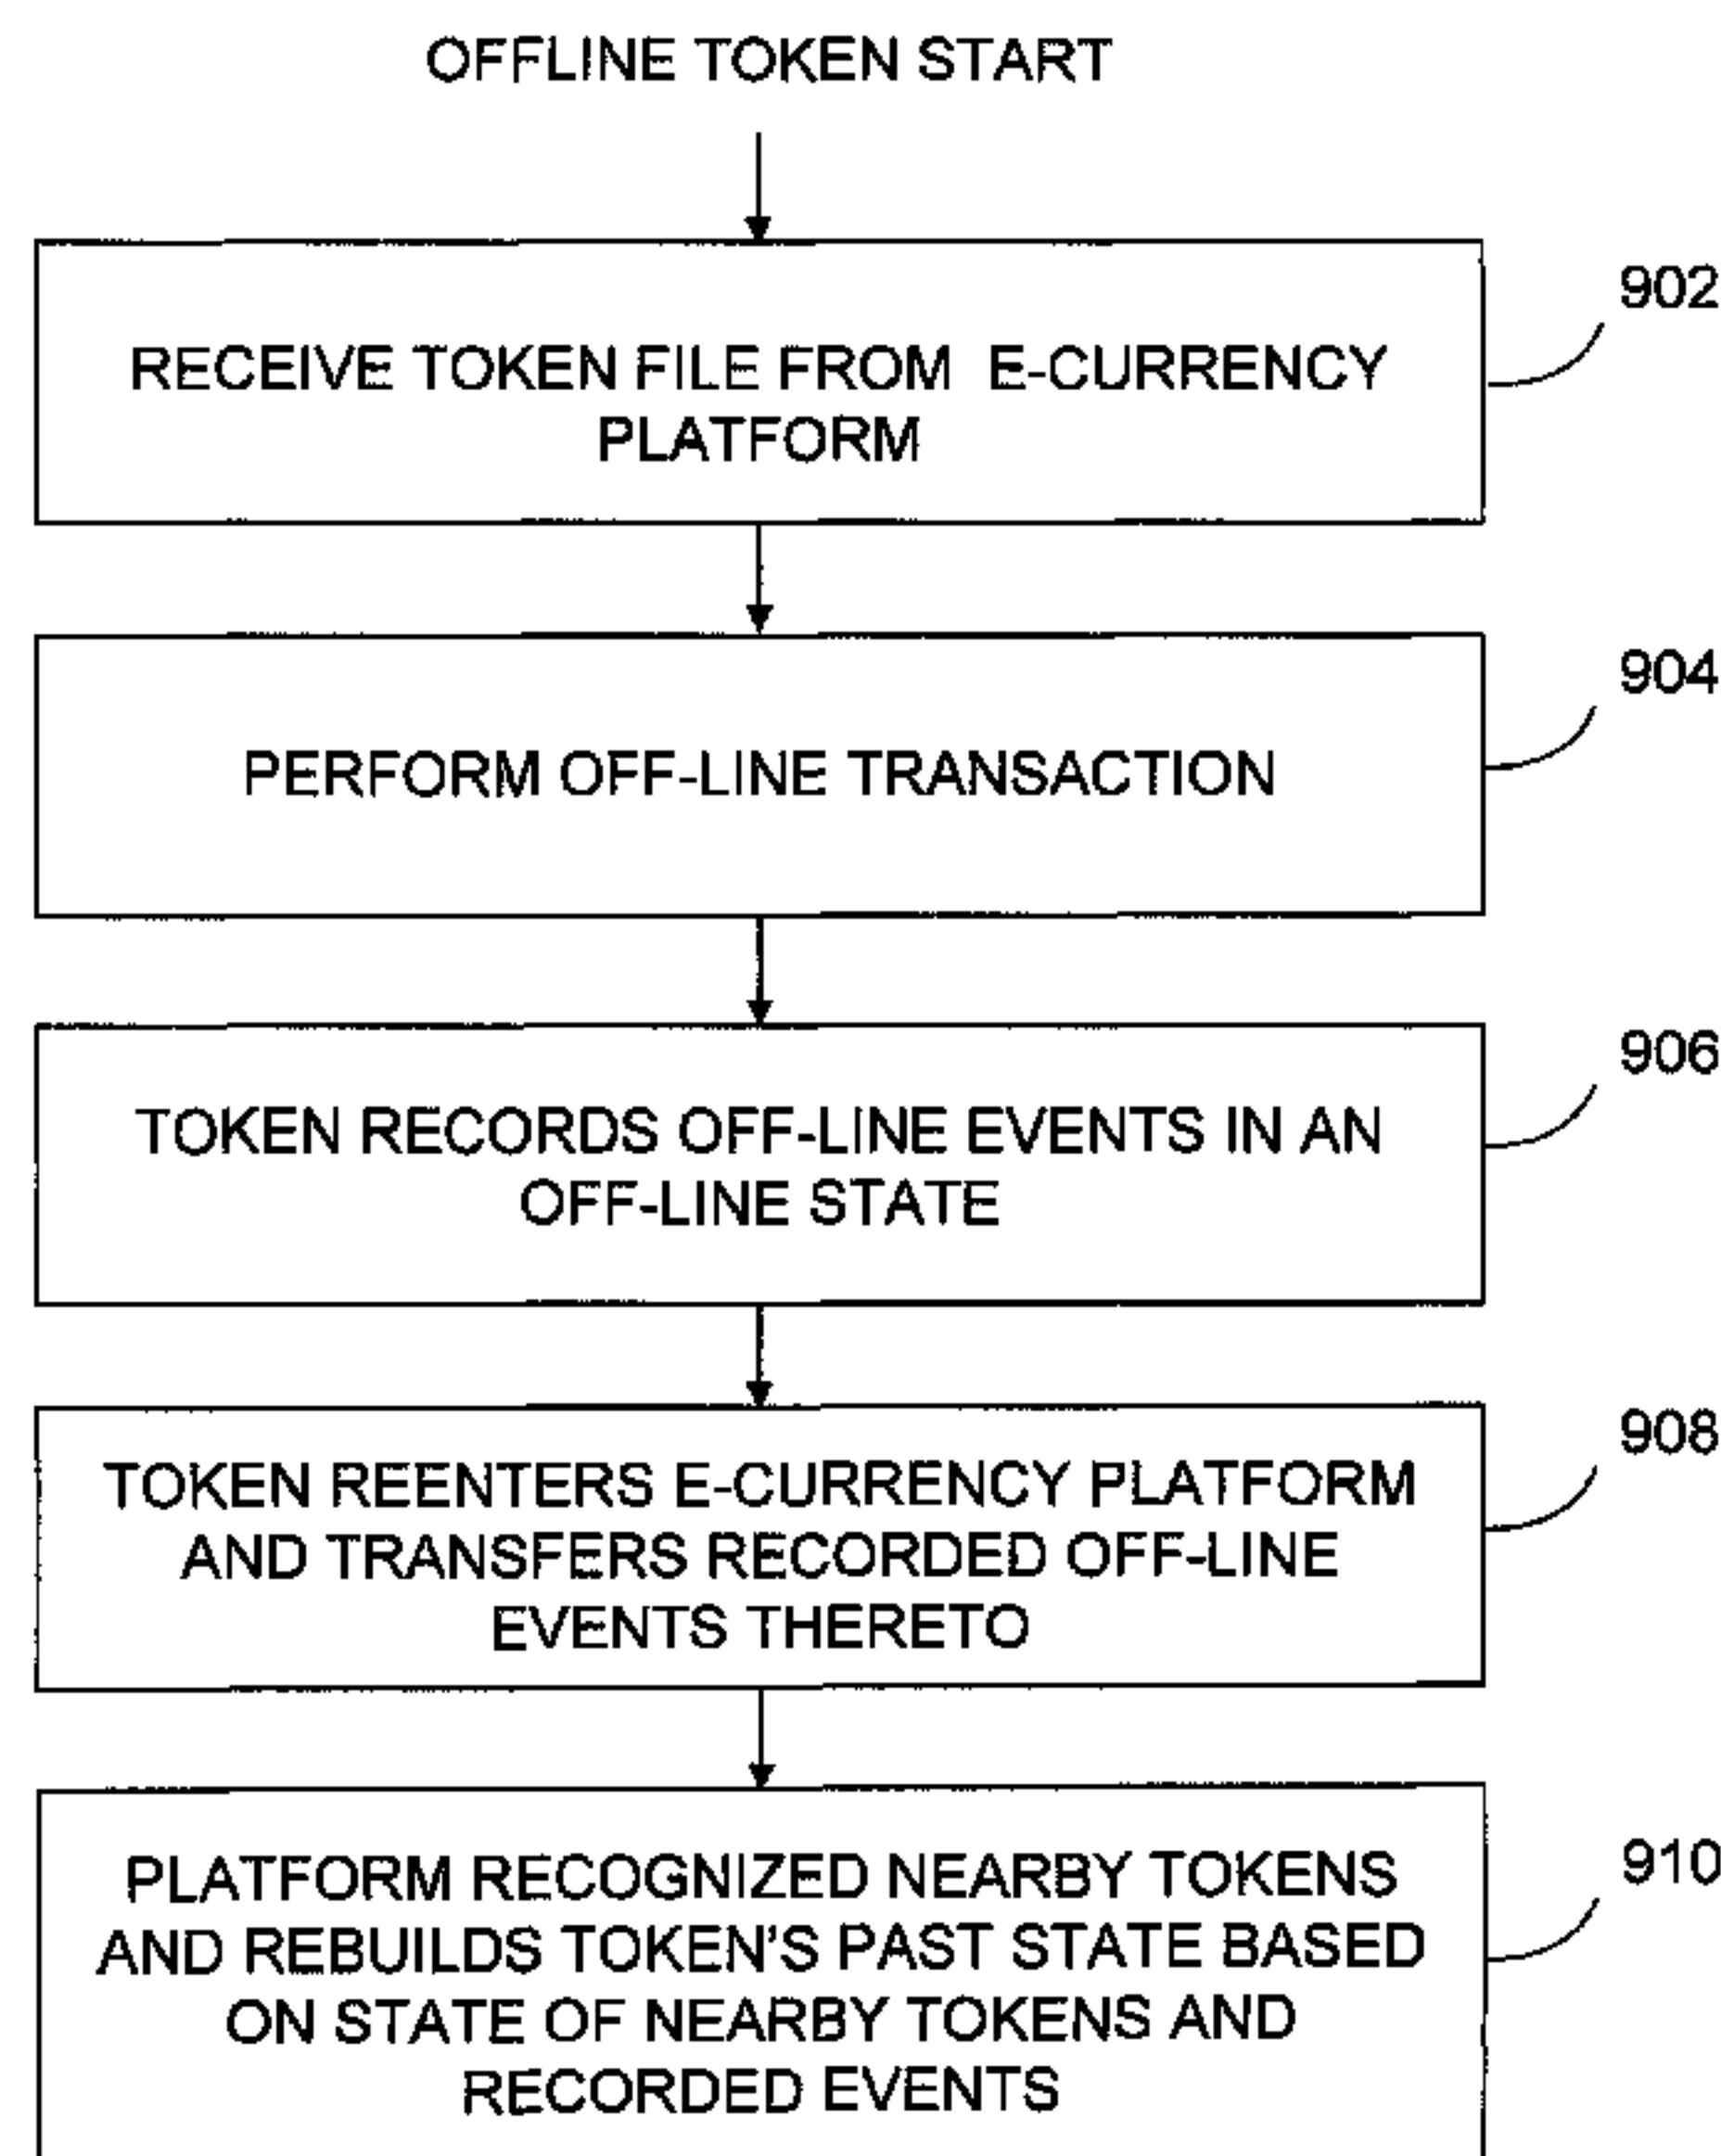 OFFLINE TOKEN START
902
RECEIVE TOKEN FILE FROM E-CURRENCY
PLATFORM
904
PERFORM OFF-LINE TRANSACTION
906
TOKEN RECORDS OFF-LINE EVENTS IN AN
OFF-LINE STATE
908
TOKEN REENTERS E-CURRENCY PLATFORM
AND TRANSFERS RECORDED OFF-LINE
EVENTS THERETO
910
PLATFORM RECOGNIZED NEARBY TOKENS
AND REBUILDS TOKEN'S PAST STATE BASED
ON STATE OF NEARBY TOKENS AND
RECORDED EVENTS